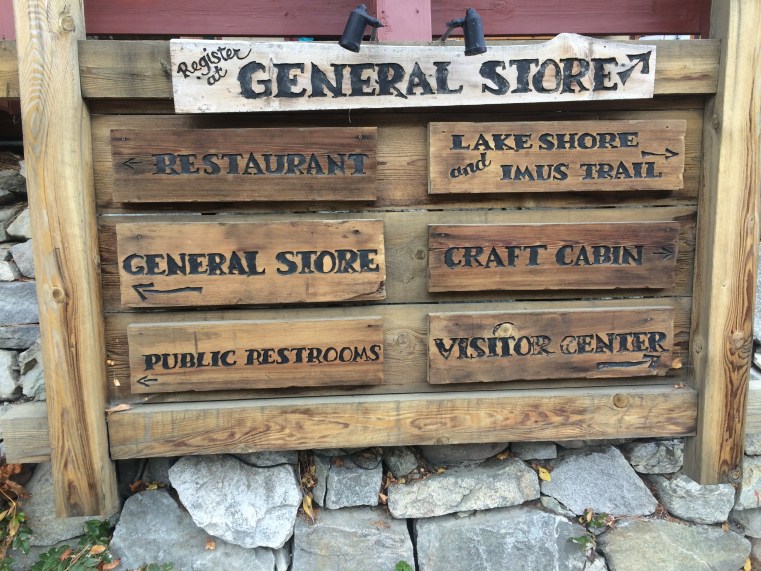 Register at GENERAL STORE
RESTAURANT
GENERAL STORE
PUBLIC RESTROOMS
LAKE SHORE
and IMUS TRAIL
CRAFT CABIN
VISITOR CENTER